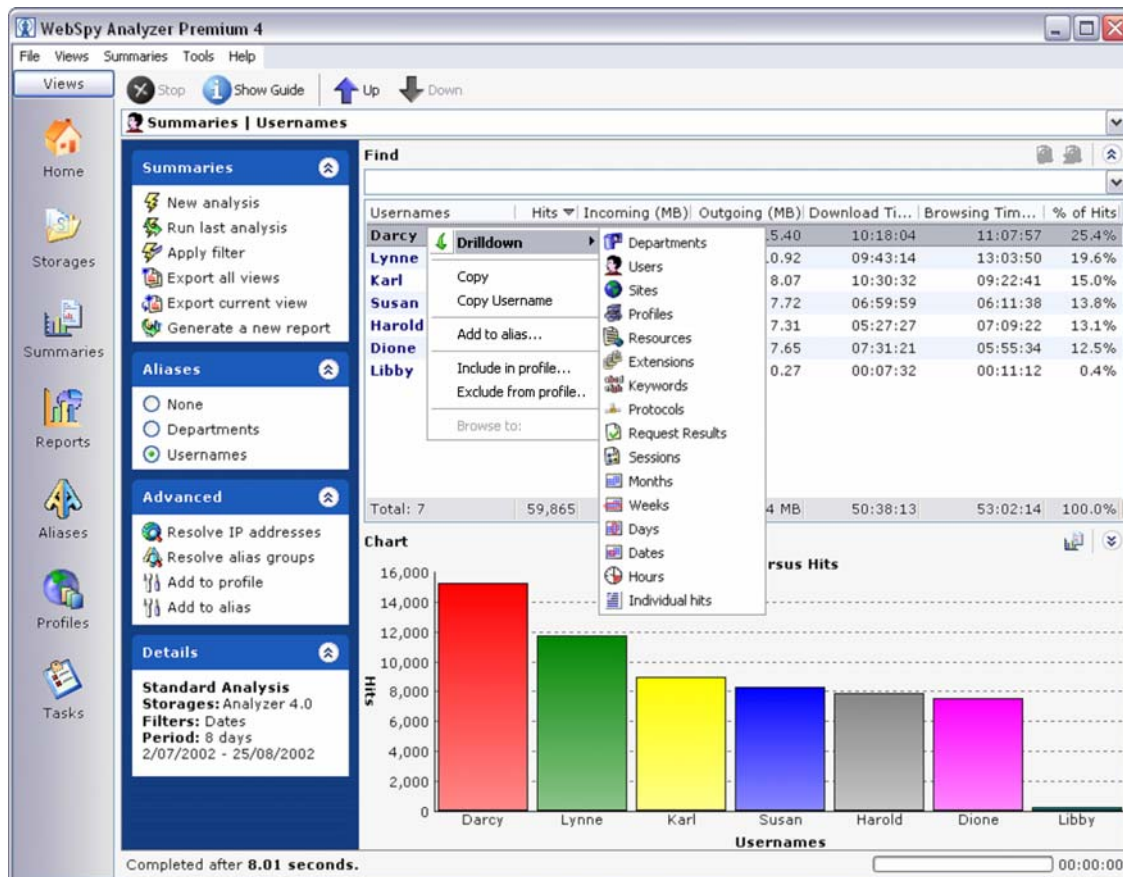 WebSpy Analyzer Premium 4
File Views Summaries Tools Help
Views
Stop Show Guide Up Down
Summaries | Usernames
Home
Storages
Summaries
Reports
Aliases
Profiles
Tasks
Summaries
New analysis
Run last analysis
Apply filter
Export all views
Export current view
Generate a new report
Aliases
None
Departments
Usernames
Advanced
Resolve IP addresses
Resolve alias groups
Add to profile
Add to alias
Details
Standard Analysis
Storages: Analyzer 4.0
Filters: Dates
Period: 8 days
2/07/2002 - 25/08/2002
Find
Usernames Hits Incoming (MB) Outgoing (MB) Download Ti... Browsing Tim... % of Hits
Darcy 5.40 10:18:04 11:07:57 25.4%
Lynne 0.92 09:43:14 13:03:50 19.6%
Karl 8.07 10:30:32 09:22:41 15.0%
Susan 7.72 06:59:59 06:11:38 13.8%
Harold 7.31 05:27:27 07:09:22 13.1%
Dione 7.65 07:31:21 05:55:34 12.5%
Libby 0.27 00:07:32 00:11:12 0.4%
Total: 7 59,865 4 MB 50:38:13 53:02:14 100.0%
Drilldown
Copy
Copy Username
Add to alias...
Include in profile...
Exclude from profile..
Browse to:
Departments
Users
Sites
Profiles
Resources
Extensions
Keywords
Protocols
Request Results
Sessions
Months
Weeks
Days
Dates
Hours
Individual hits
Chart
rsus Hits
16,000
14,000
12,000
10,000
8,000
6,000
4,000
2,000
0
Hits
Darcy Lynne Karl Susan Harold Dione Libby
Usernames
Completed after 8.01 seconds.
00:00:00